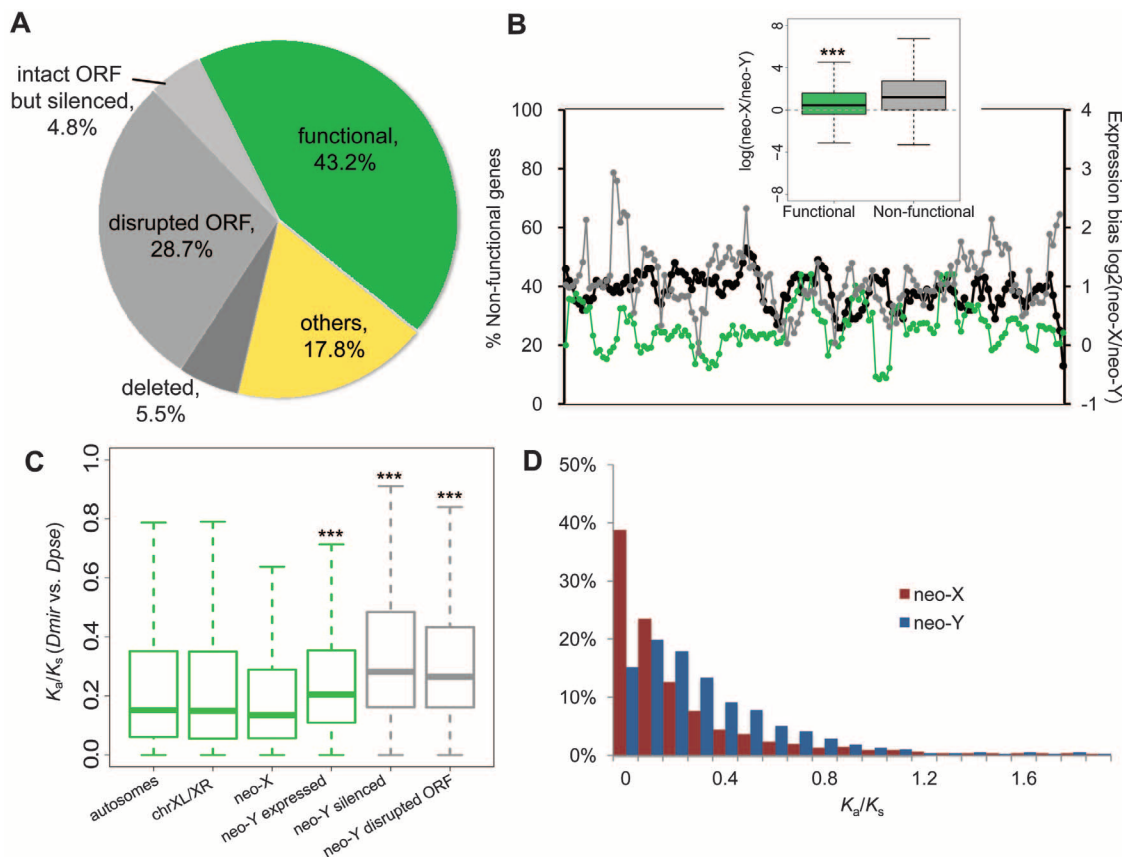 A
intact ORF
but silenced,
4.8%
functional,
43.2%
disrupted ORF,
28.7%
others,
17.8%
deleted,
5.5%
B
% Non-functional genes
100
80
60
40
20
0
Expression bias log2(neo-X/neo-Y)
4
3
2
1
0
-1
log(neo-X/neo-Y)
8
4
0
-4
-8
***
Functional
Non-functional
C
Ka/Ks (Dmir vs. Dpse)
1.0
0.8
0.6
0.4
0.2
0.0
***
***
***
autosomes
chrXL/XR
neo-X
neo-Y expressed
neo-Y silenced
neo-Y disrupted ORF
D
50%
40%
30%
20%
10%
0%
neo-X
neo-Y
0
0.4
0.8
1.2
1.6
Ka/Ks